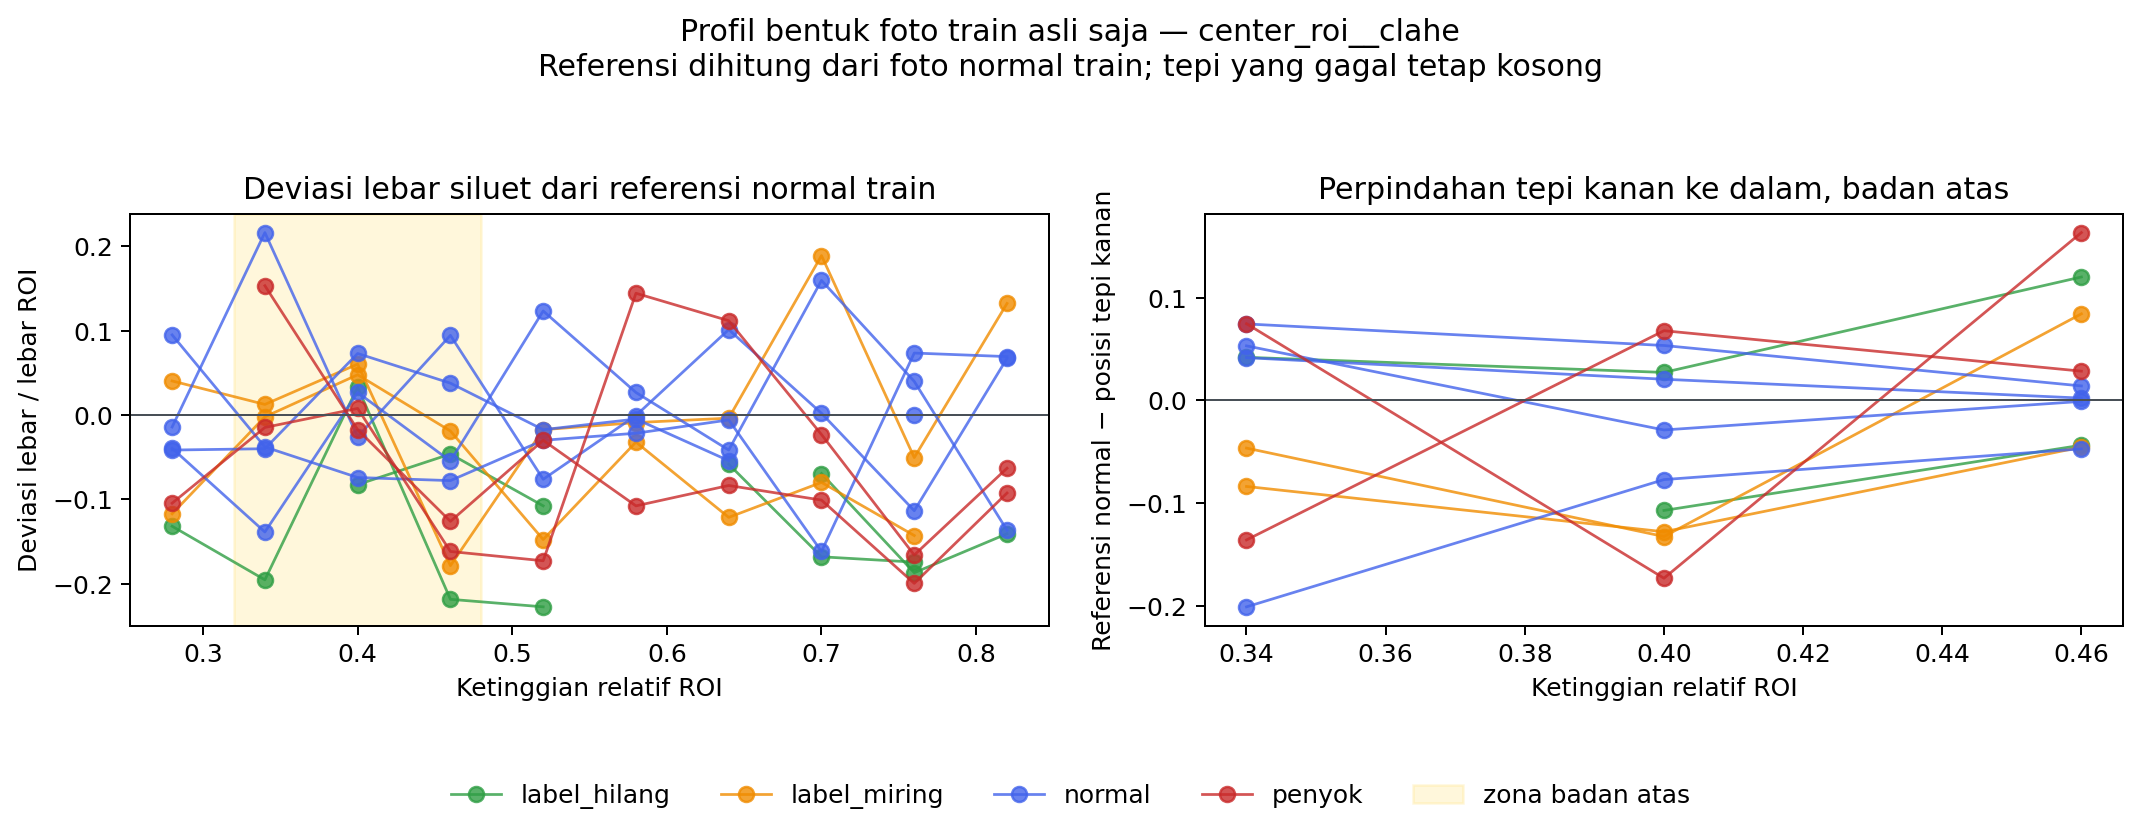 Profil bentuk foto train asli saja — center_roi__clahe
Referensi dihitung dari foto normal train; tepi yang gagal tetap kosong
Deviasi lebar siluet dari referensi normal train
Deviasi lebar / lebar ROI
0.2
0.1
0.0
−0.1
−0.2
0.3 0.4 0.5 0.6 0.7 0.8
Ketinggian relatif ROI
Perpindahan tepi kanan ke dalam, badan atas
Referensi normal — posisi tepi kanan
0.1
0.0
−0.1
−0.2
0.34 0.36 0.38 0.40 0.42 0.44 0.46
Ketinggian relatif ROI
label_hilang label_miring normal penyok zona badan atas